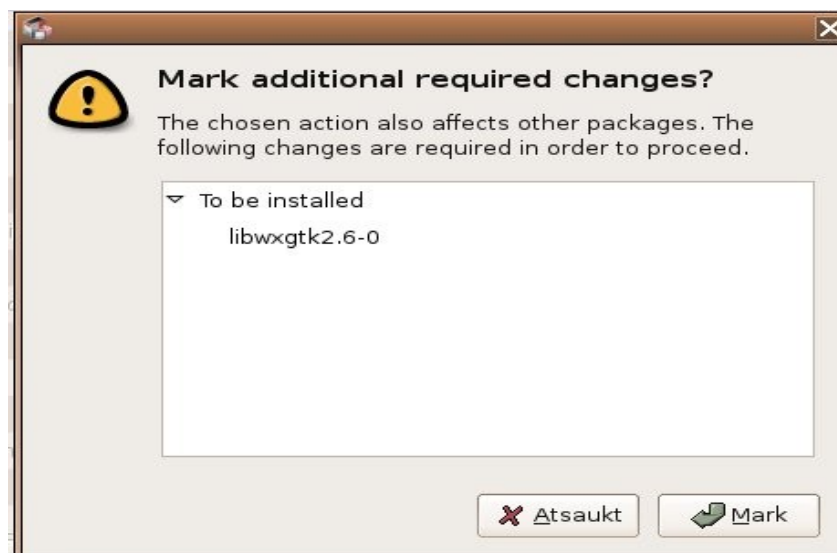 Mark additional required changes?
The chosen action also affects other packages. The
following changes are required in order to proceed.
To be installed
libwxgtk2.6-0
Atsaukt
Mark